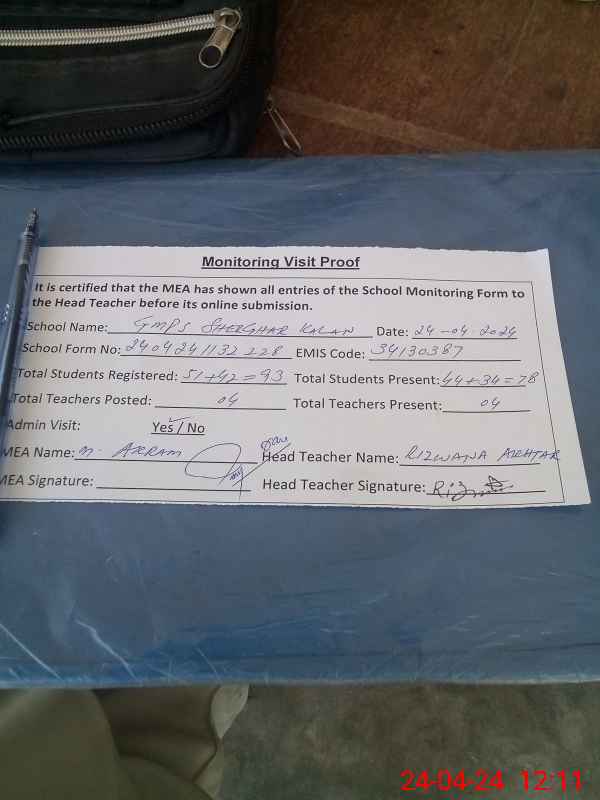 Monitoring Visit Proof
It is certified that the MEA has shown all entries of the School Monitoring Form to
the Head Teacher before its online submission.
School Name: GMPS SHERGHAR KALAN Date: 24-04-2024
School Form No: 2404241132228 EMIS Code: 34130387
Total Students Registered: 51+42=93 Total Students Present: 44+34=78
Total Teachers Posted: 04 Total Teachers Present: 04
Admin Visit: Yes / No
MEA Name: M. AKRAM Head Teacher Name: RIZWANA AKHTAR
MEA Signature: Head Teacher Signature:
24-04-24 12:11